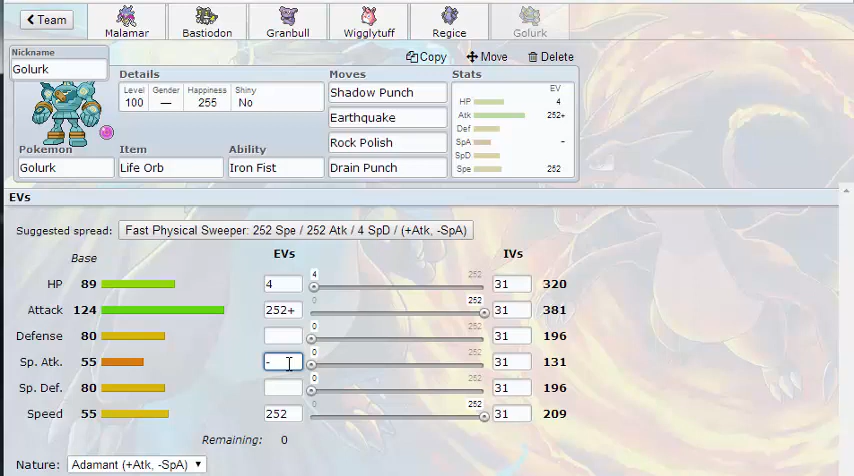 < Team
Malamar Bastiodon Granbull Wigglytuff Regice Golurk
Copy Move Delete
Nickname
Golurk
Details
Level Gender Happiness Shiny
100 — 255 No
Moves
Shadow Punch
Earthquake
Rock Polish
Drain Punch
Stats
EV
HP 4
Atk 252+
Def
SpA -
SpD
Spe 252
Pokemon Item Ability
Golurk Life Orb Iron Fist
EVs
Suggested spread: Fast Physical Sweeper: 252 Spe / 252 Atk / 4 SpD / (+Atk, -SpA)
Base EVs IVs
HP 89 4 4 252 31 320
Attack 124 252+ 0 252 31 381
Defense 80 0 252 31 196
Sp. Atk. 55 - 0 252 31 131
Sp. Def. 80 0 252 31 196
Speed 55 252 0 252 31 209
Remaining: 0
Nature: Adamant (+Atk, -SpA)